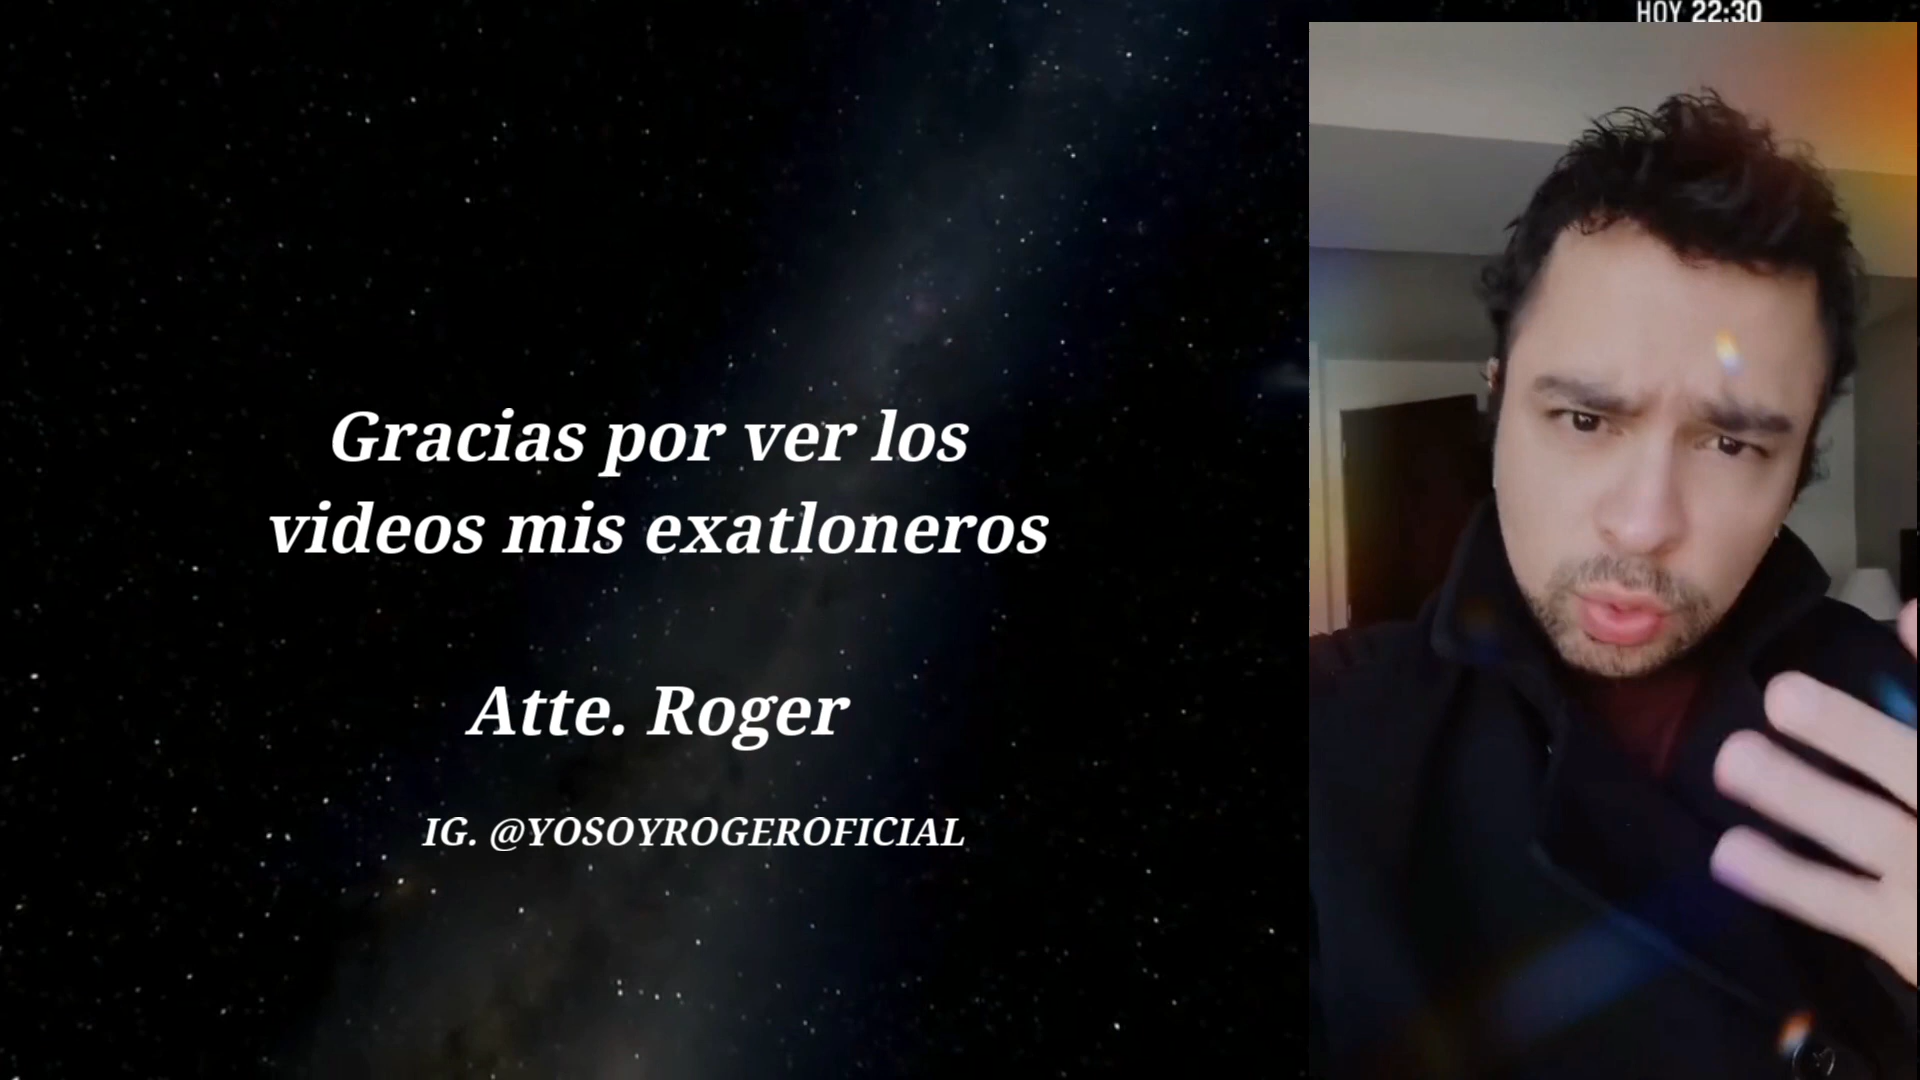 HOY 22:30
Gracias por ver los
videos mis exatloneros
Atte. Roger
IG. @YOSOYROGEROFICIAL